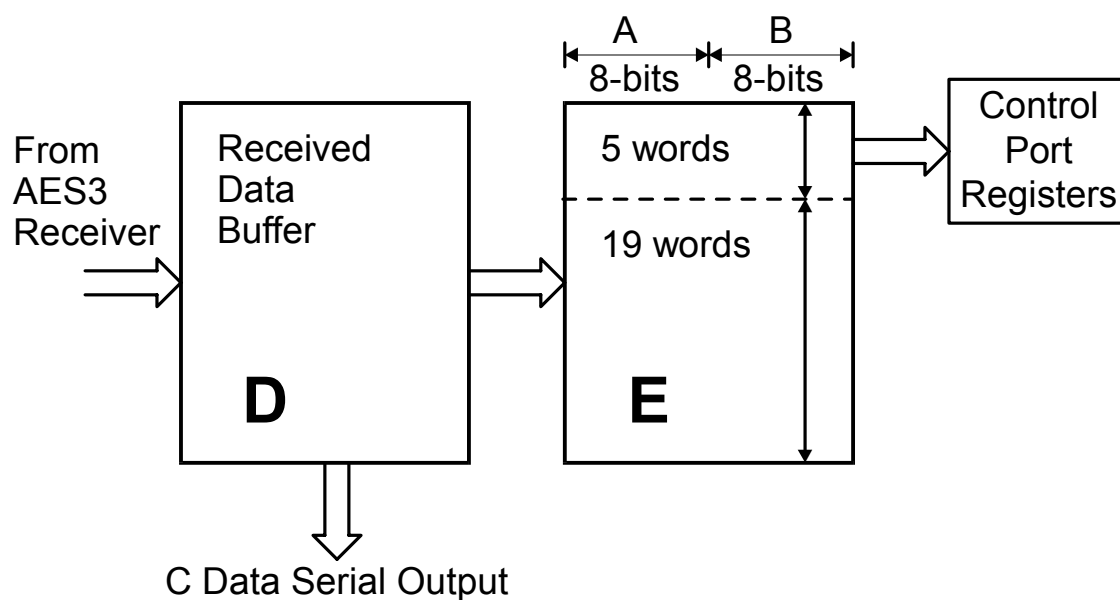 A
B
8-bits
8-bits
From
AES3
Receiver
Received
Data
Buffer
5 words
19 words
Control
Port
Registers
D
E
C Data Serial Output